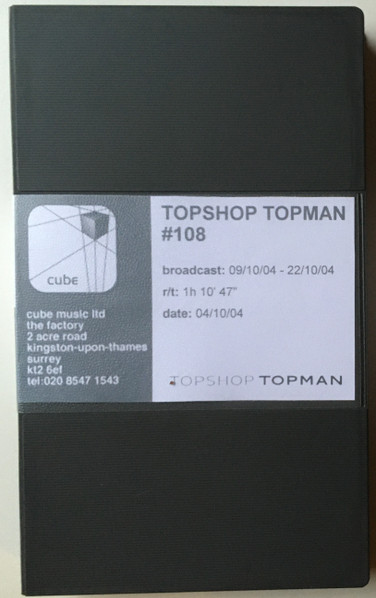 cube
cube music ltd
the factory
2 acre road
kingston-upon-thames
surrey
kt2 6ef
tel:020 8547 1543
TOPSHOP TOPMAN
#108
broadcast: 09/10/04 - 22/10/04
r/t: 1h 10' 47"
date: 04/10/04
TOPSHOP TOPMAN